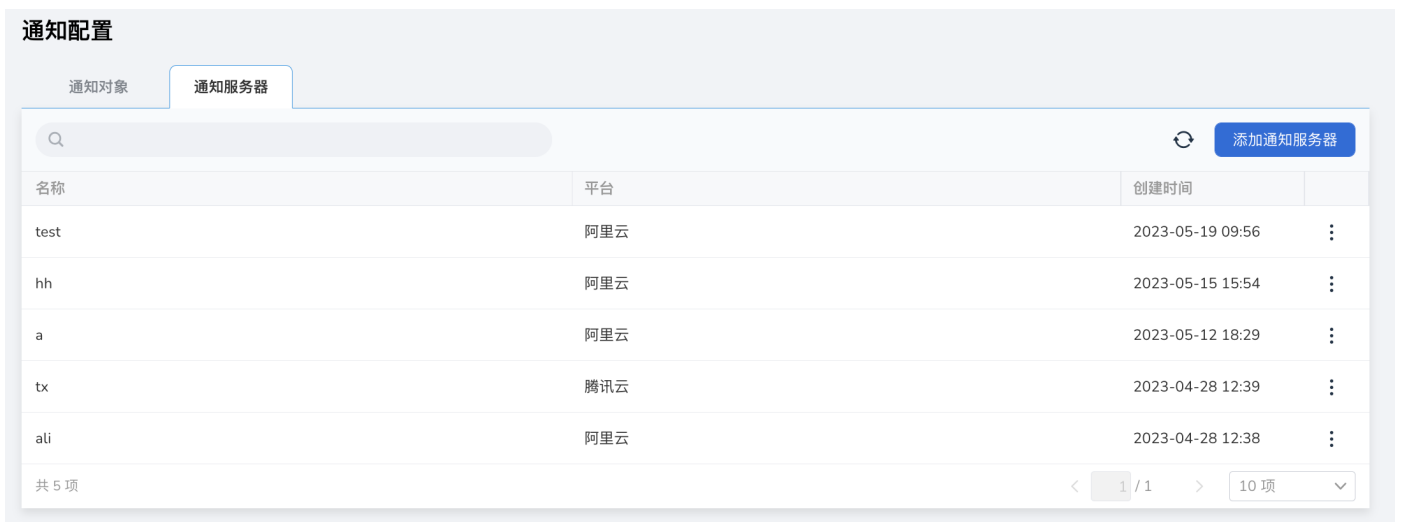 通知配置
通知对象 通知服务器
添加通知服务器
名称 平台 创建时间
test 阿里云 2023-05-19 09:56
hh 阿里云 2023-05-15 15:54
a 阿里云 2023-05-12 18:29
tx 腾讯云 2023-04-28 12:39
ali 阿里云 2023-04-28 12:38
共 5 项 1 / 1 10 项